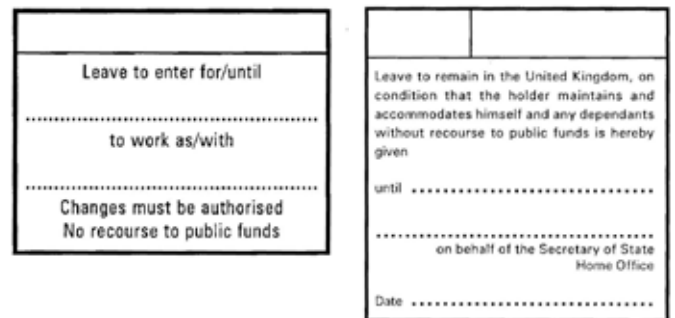 Leave to enter for/until
................................................
to work as/with
................................................
Changes must be authorised
No recourse to public funds
Leave to remain in the United Kingdom, on
condition that the holder maintains and
accommodates himself and any dependants
without recourse to public funds is hereby
given
until ................................
................................................
on behalf of the Secretary of State
Home Office
Date ................................